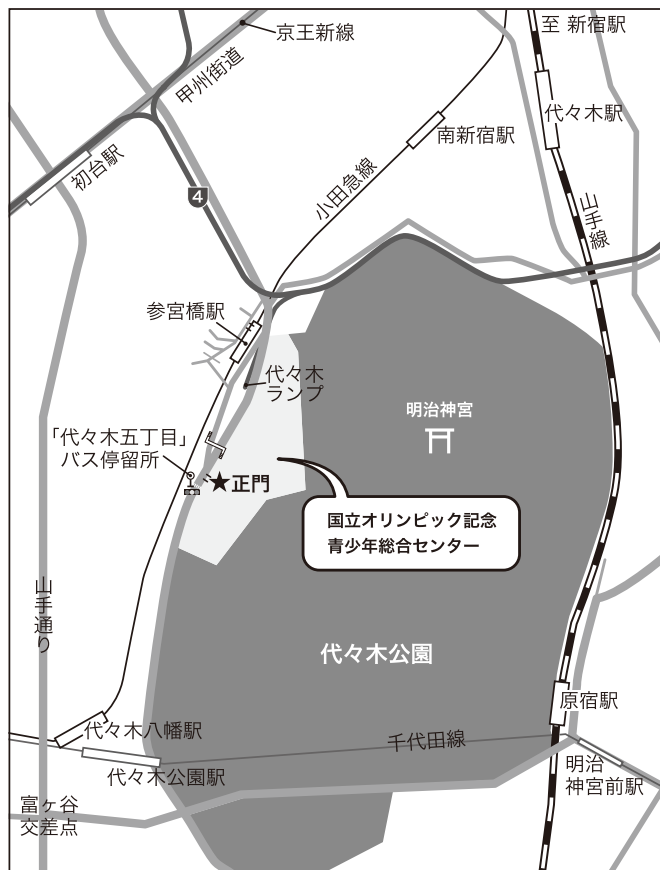 至 新宿駅
京王新線
甲州街道
代々木駅
南新宿駅
初台駅
小田急線
4
山手線
参宮橋駅
代々木
ランプ
明治神宮
「代々木五丁目」
バス停留所
★正門
国立オリンピック記念
青少年総合センター
山手通り
代々木公園
原宿駅
代々木八幡駅
千代田線
代々木公園駅
明治
神宮前駅
富ヶ谷
交差点